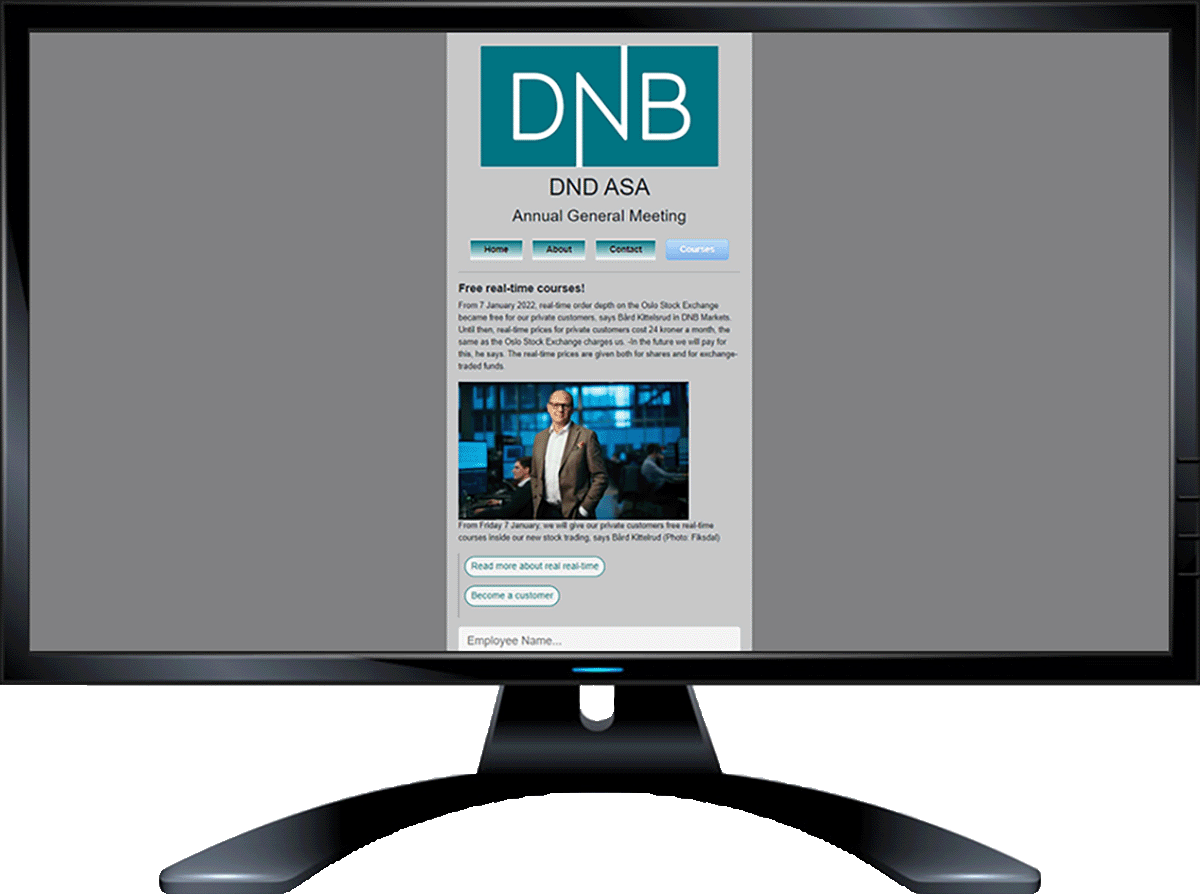 DNB
DND ASA
Annual General Meeting
Home About Contact Courses
Free real-time courses!
From 7 January 2022, real-time order depth on the Oslo Stock Exchange
became free for our private customers, says Bård Kittelsrud in DNB Markets.
Until then, real-time prices for private customers cost 24 kroner a month, the
same as the Oslo Stock Exchange charges us. -In the future we will pay for
this, he says. The real-time prices are given both for shares and for exchange-
traded funds.
From Friday 7 January, we will give our private customers free real-time
courses inside our new stock trading, says Bård Kittelrud (Photo: Fiksdal)
Read more about real real-time
Become a customer
Employee Name...